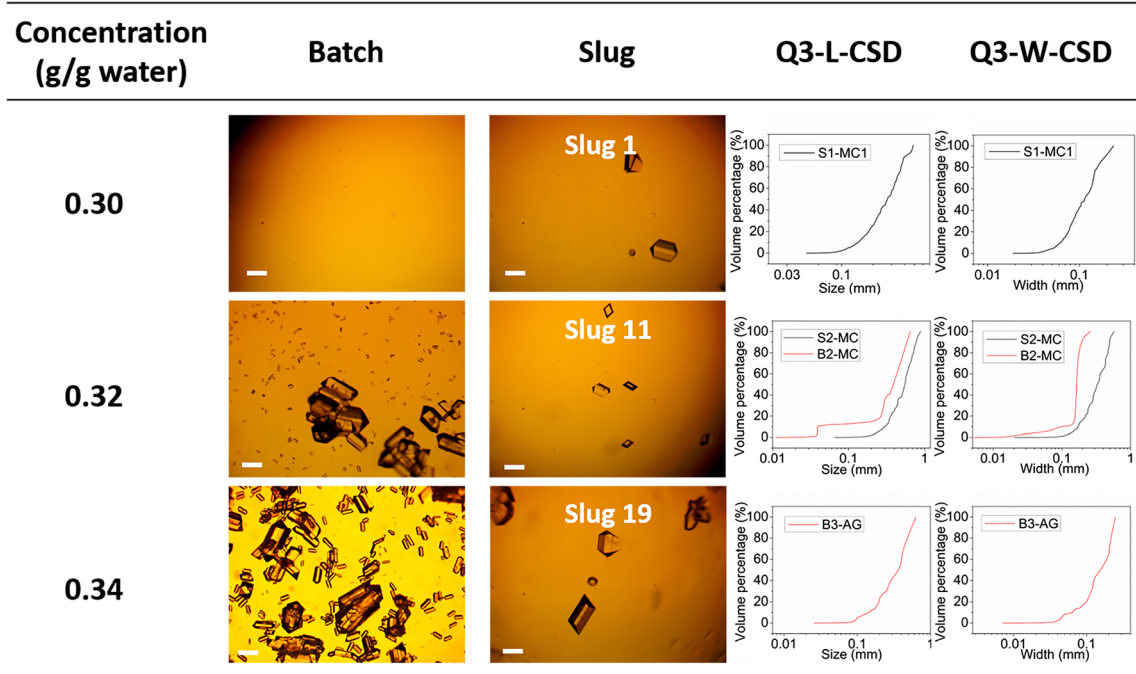 Concentration
(g/g water)
Batch
Slug
Q3-L-CSD
Q3-W-CSD
0.30
Slug 1
Volume percentage (%)
100
80
60
40
20
0
S1-MC1
0.03
0.1
Size (mm)
Volume percentage (%)
100
80
60
40
20
0
S1-MC1
0.01
0.1
Width (mm)
0.32
Slug 11
Volume percentage (%)
100
80
60
40
20
0
S2-MC
B2-MC
0.01
0.1
1
Size (mm)
Volume percentage (%)
100
80
60
40
20
0
S2-MC
B2-MC
0.01
0.1
1
Width (mm)
0.34
Slug 19
Volume percentage (%)
100
80
60
40
20
0
B3-AG
0.01
0.1
1
Size (mm)
Volume percentage (%)
100
80
60
40
20
0
B3-AG
0.01
0.1
Width (mm)